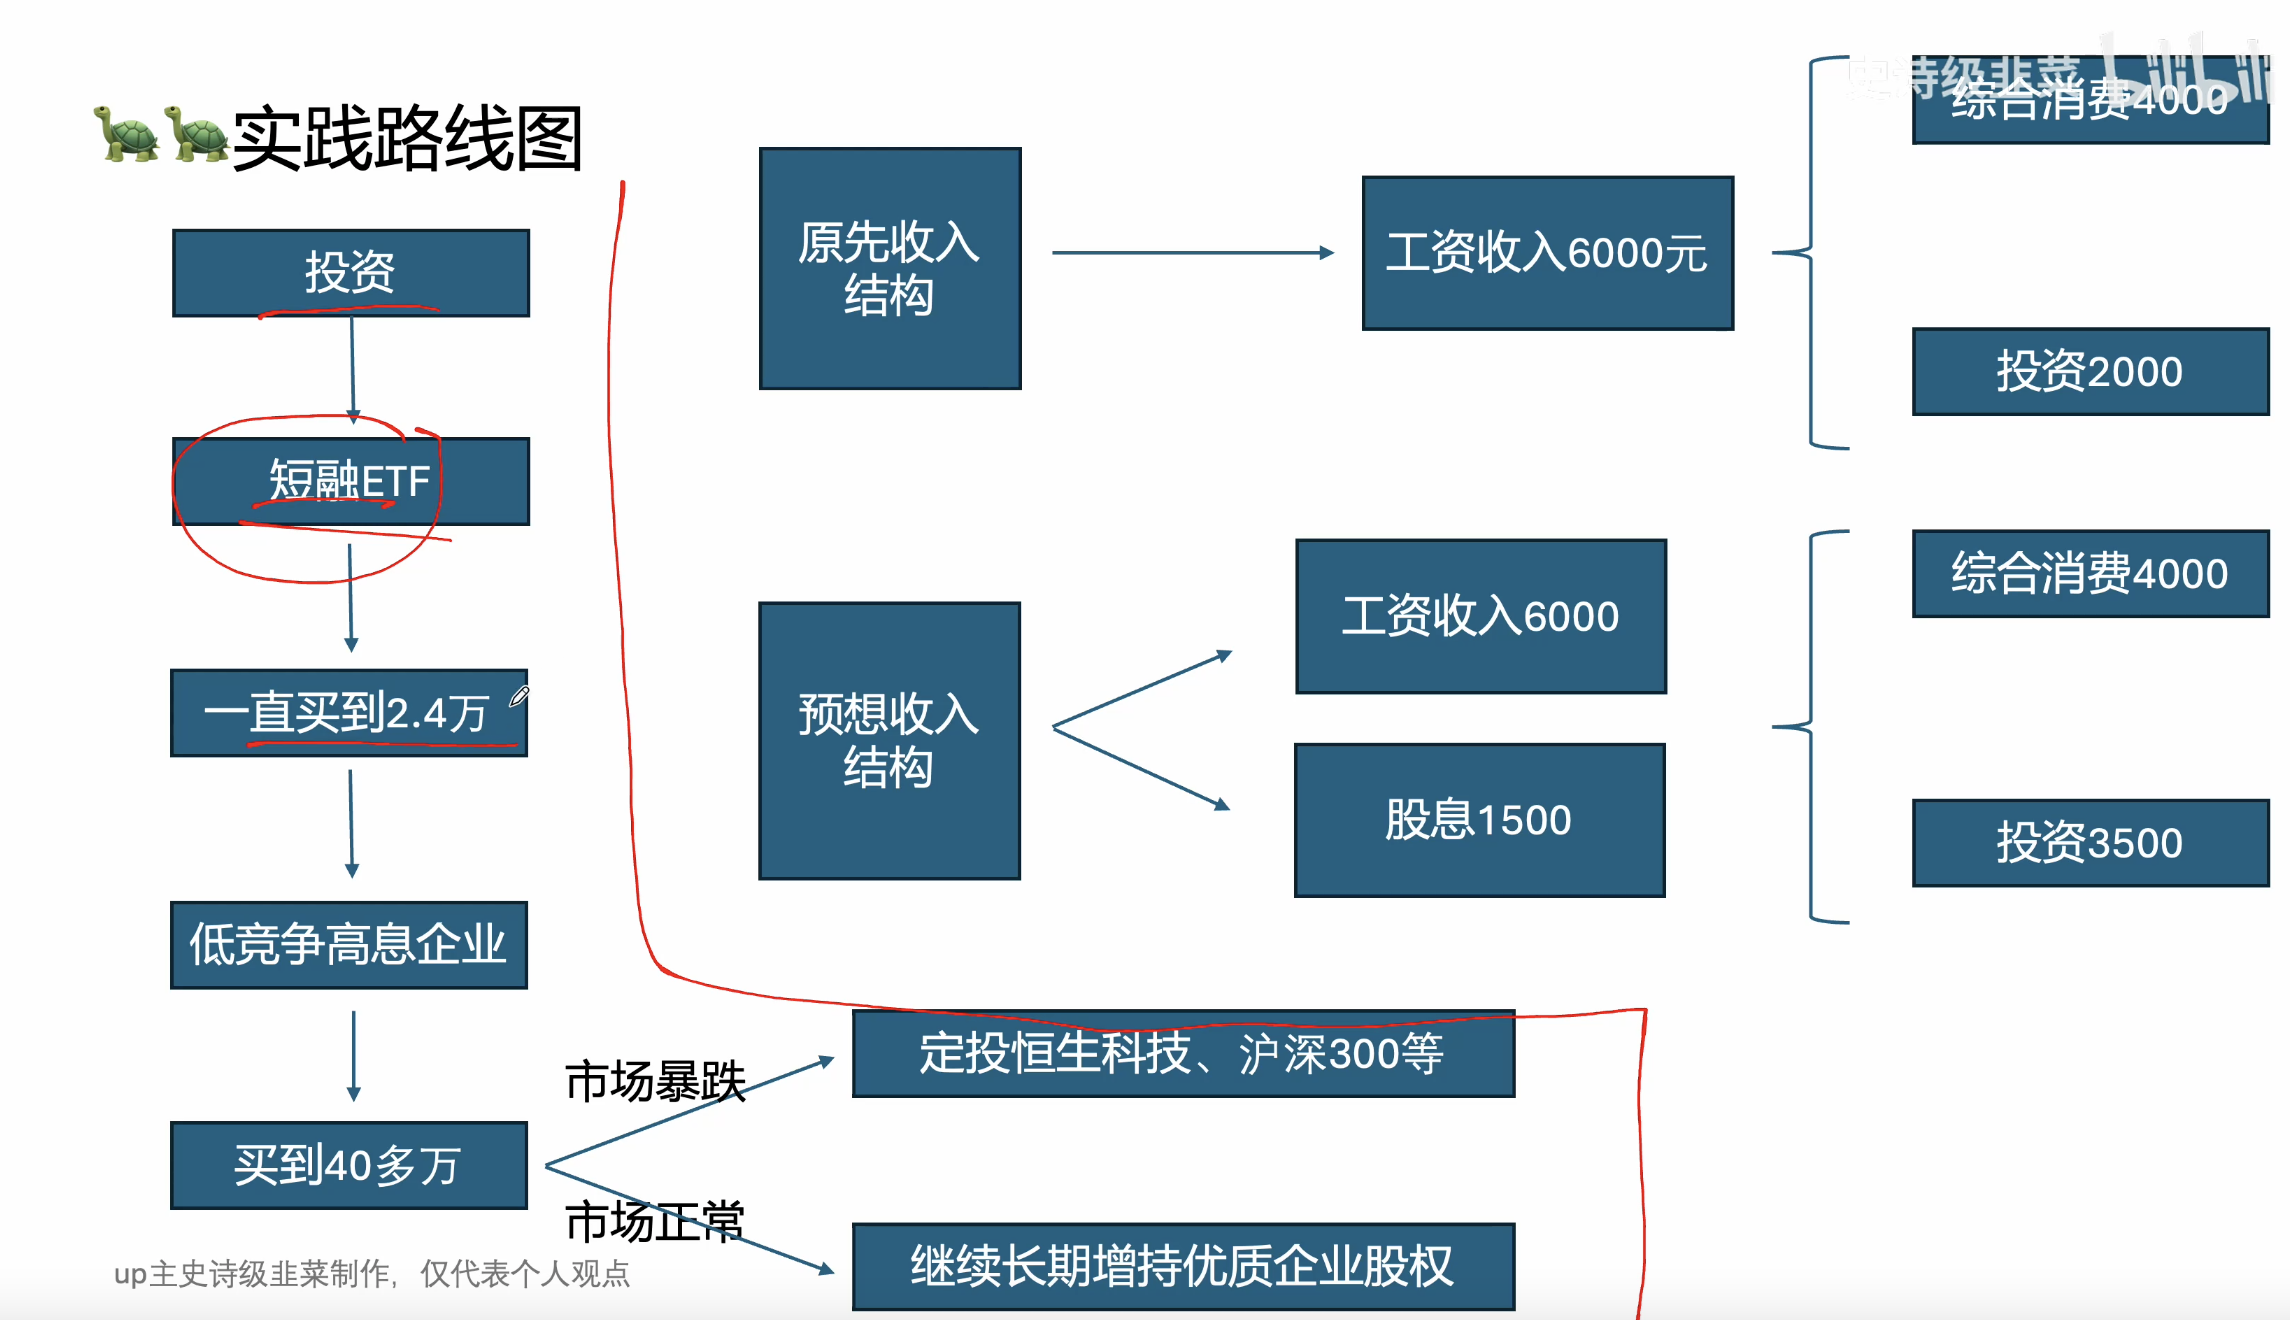 🐢🐢实践路线图
投资
短融ETF
一直买到2.4万
低竞争高息企业
买到40多万
市场暴跌
市场正常
定投恒生科技、沪深300等
继续长期增持优质企业股权
原先收入
结构
工资收入6000元
综合消费4000
投资2000
预想收入
结构
工资收入6000
股息1500
综合消费4000
投资3500
up主史诗级韭菜制作，仅代表个人观点
史诗级韭菜
bilibili